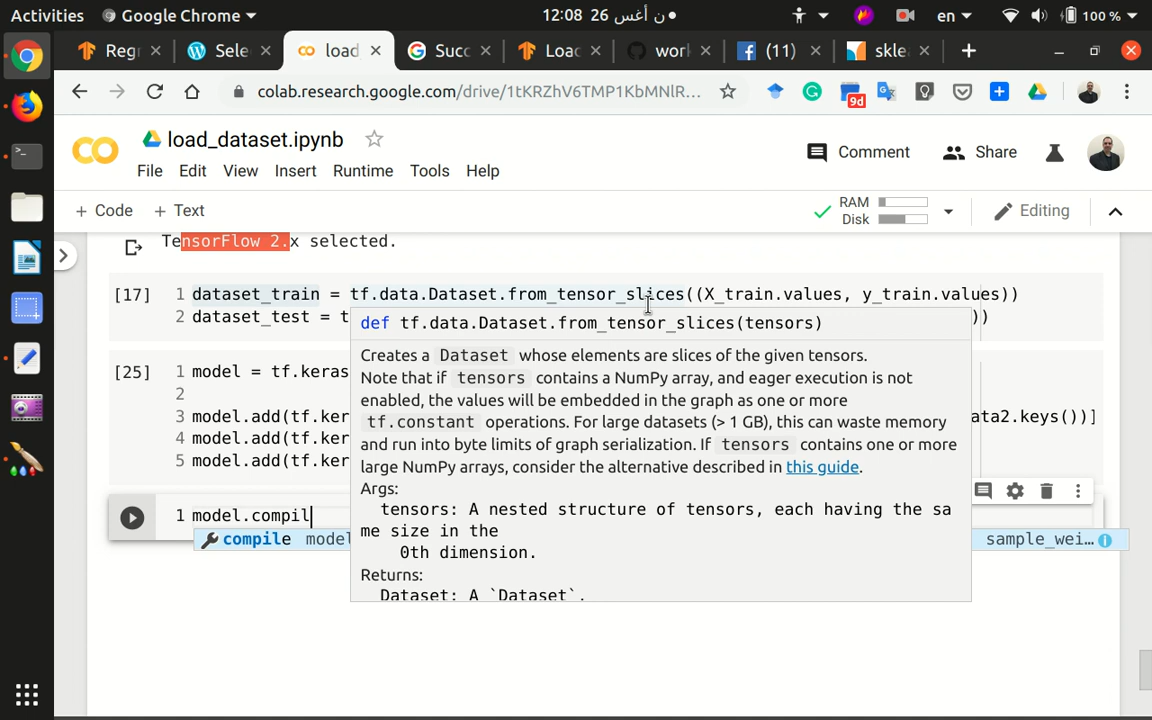 Activities Google Chrome 12:08 26 ن أغس en 100 %
Regr Sele load_ G Succ Loac worl (11) skle
colab.research.google.com/drive/1tKRZhV6TMP1KbMNlR... 9d
load_dataset.ipynb
File Edit View Insert Runtime Tools Help
Comment Share
+ Code + Text
RAM
Disk
Editing
TensorFlow 2.x selected.
[17] 1 dataset_train = tf.data.Dataset.from_tensor_slices((X_train.values, y_train.values))
2 dataset_test = t ))
def tf.data.Dataset.from_tensor_slices(tensors)
Creates a Dataset whose elements are slices of the given tensors.
Note that if tensors contains a NumPy array, and eager execution is not
enabled, the values will be embedded in the graph as one or more
tf.constant operations. For large datasets (> 1 GB), this can waste memory
and run into byte limits of graph serialization. If tensors contains one or more
large NumPy arrays, consider the alternative described in this guide.
Args:
tensors: A nested structure of tensors, each having the sa
me size in the
0th dimension.
Returns:
Dataset: A `Dataset`.
[25] 1 model = tf.keras
2
3 model.add(tf.ker ata2.keys())]
4 model.add(tf.ker
5 model.add(tf.ker
1 model.compil
compile model sample_wei...